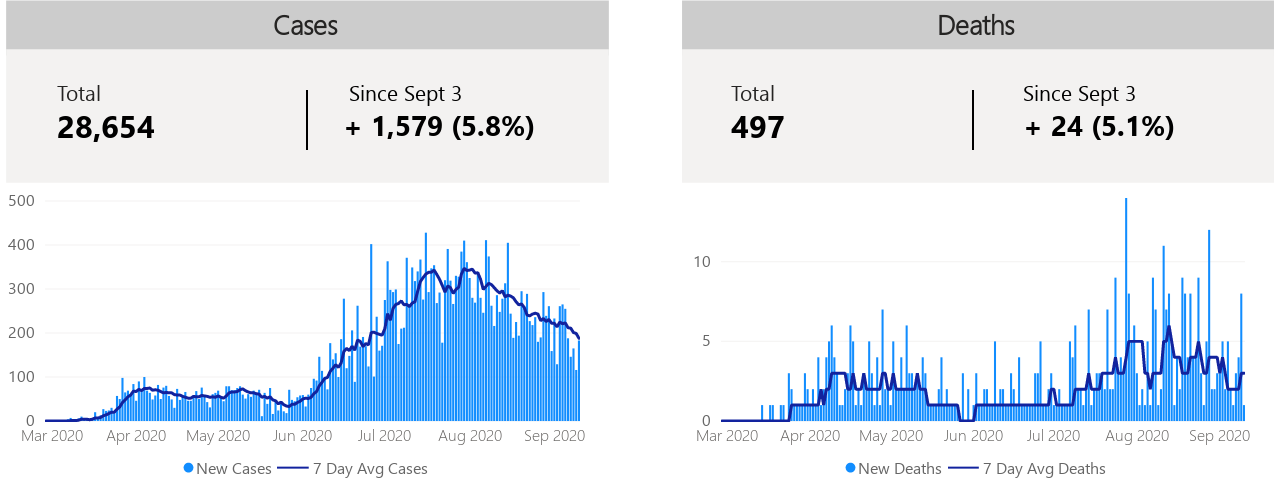 Cases
Total
28,654
Since Sept 3
+ 1,579 (5.8%)
500
400
300
200
100
0
Mar 2020 Apr 2020 May 2020 Jun 2020 Jul 2020 Aug 2020 Sep 2020
New Cases 7 Day Avg Cases
Deaths
Total
497
Since Sept 3
+ 24 (5.1%)
10
5
0
Mar 2020 Apr 2020 May 2020 Jun 2020 Jul 2020 Aug 2020 Sep 2020
New Deaths 7 Day Avg Deaths